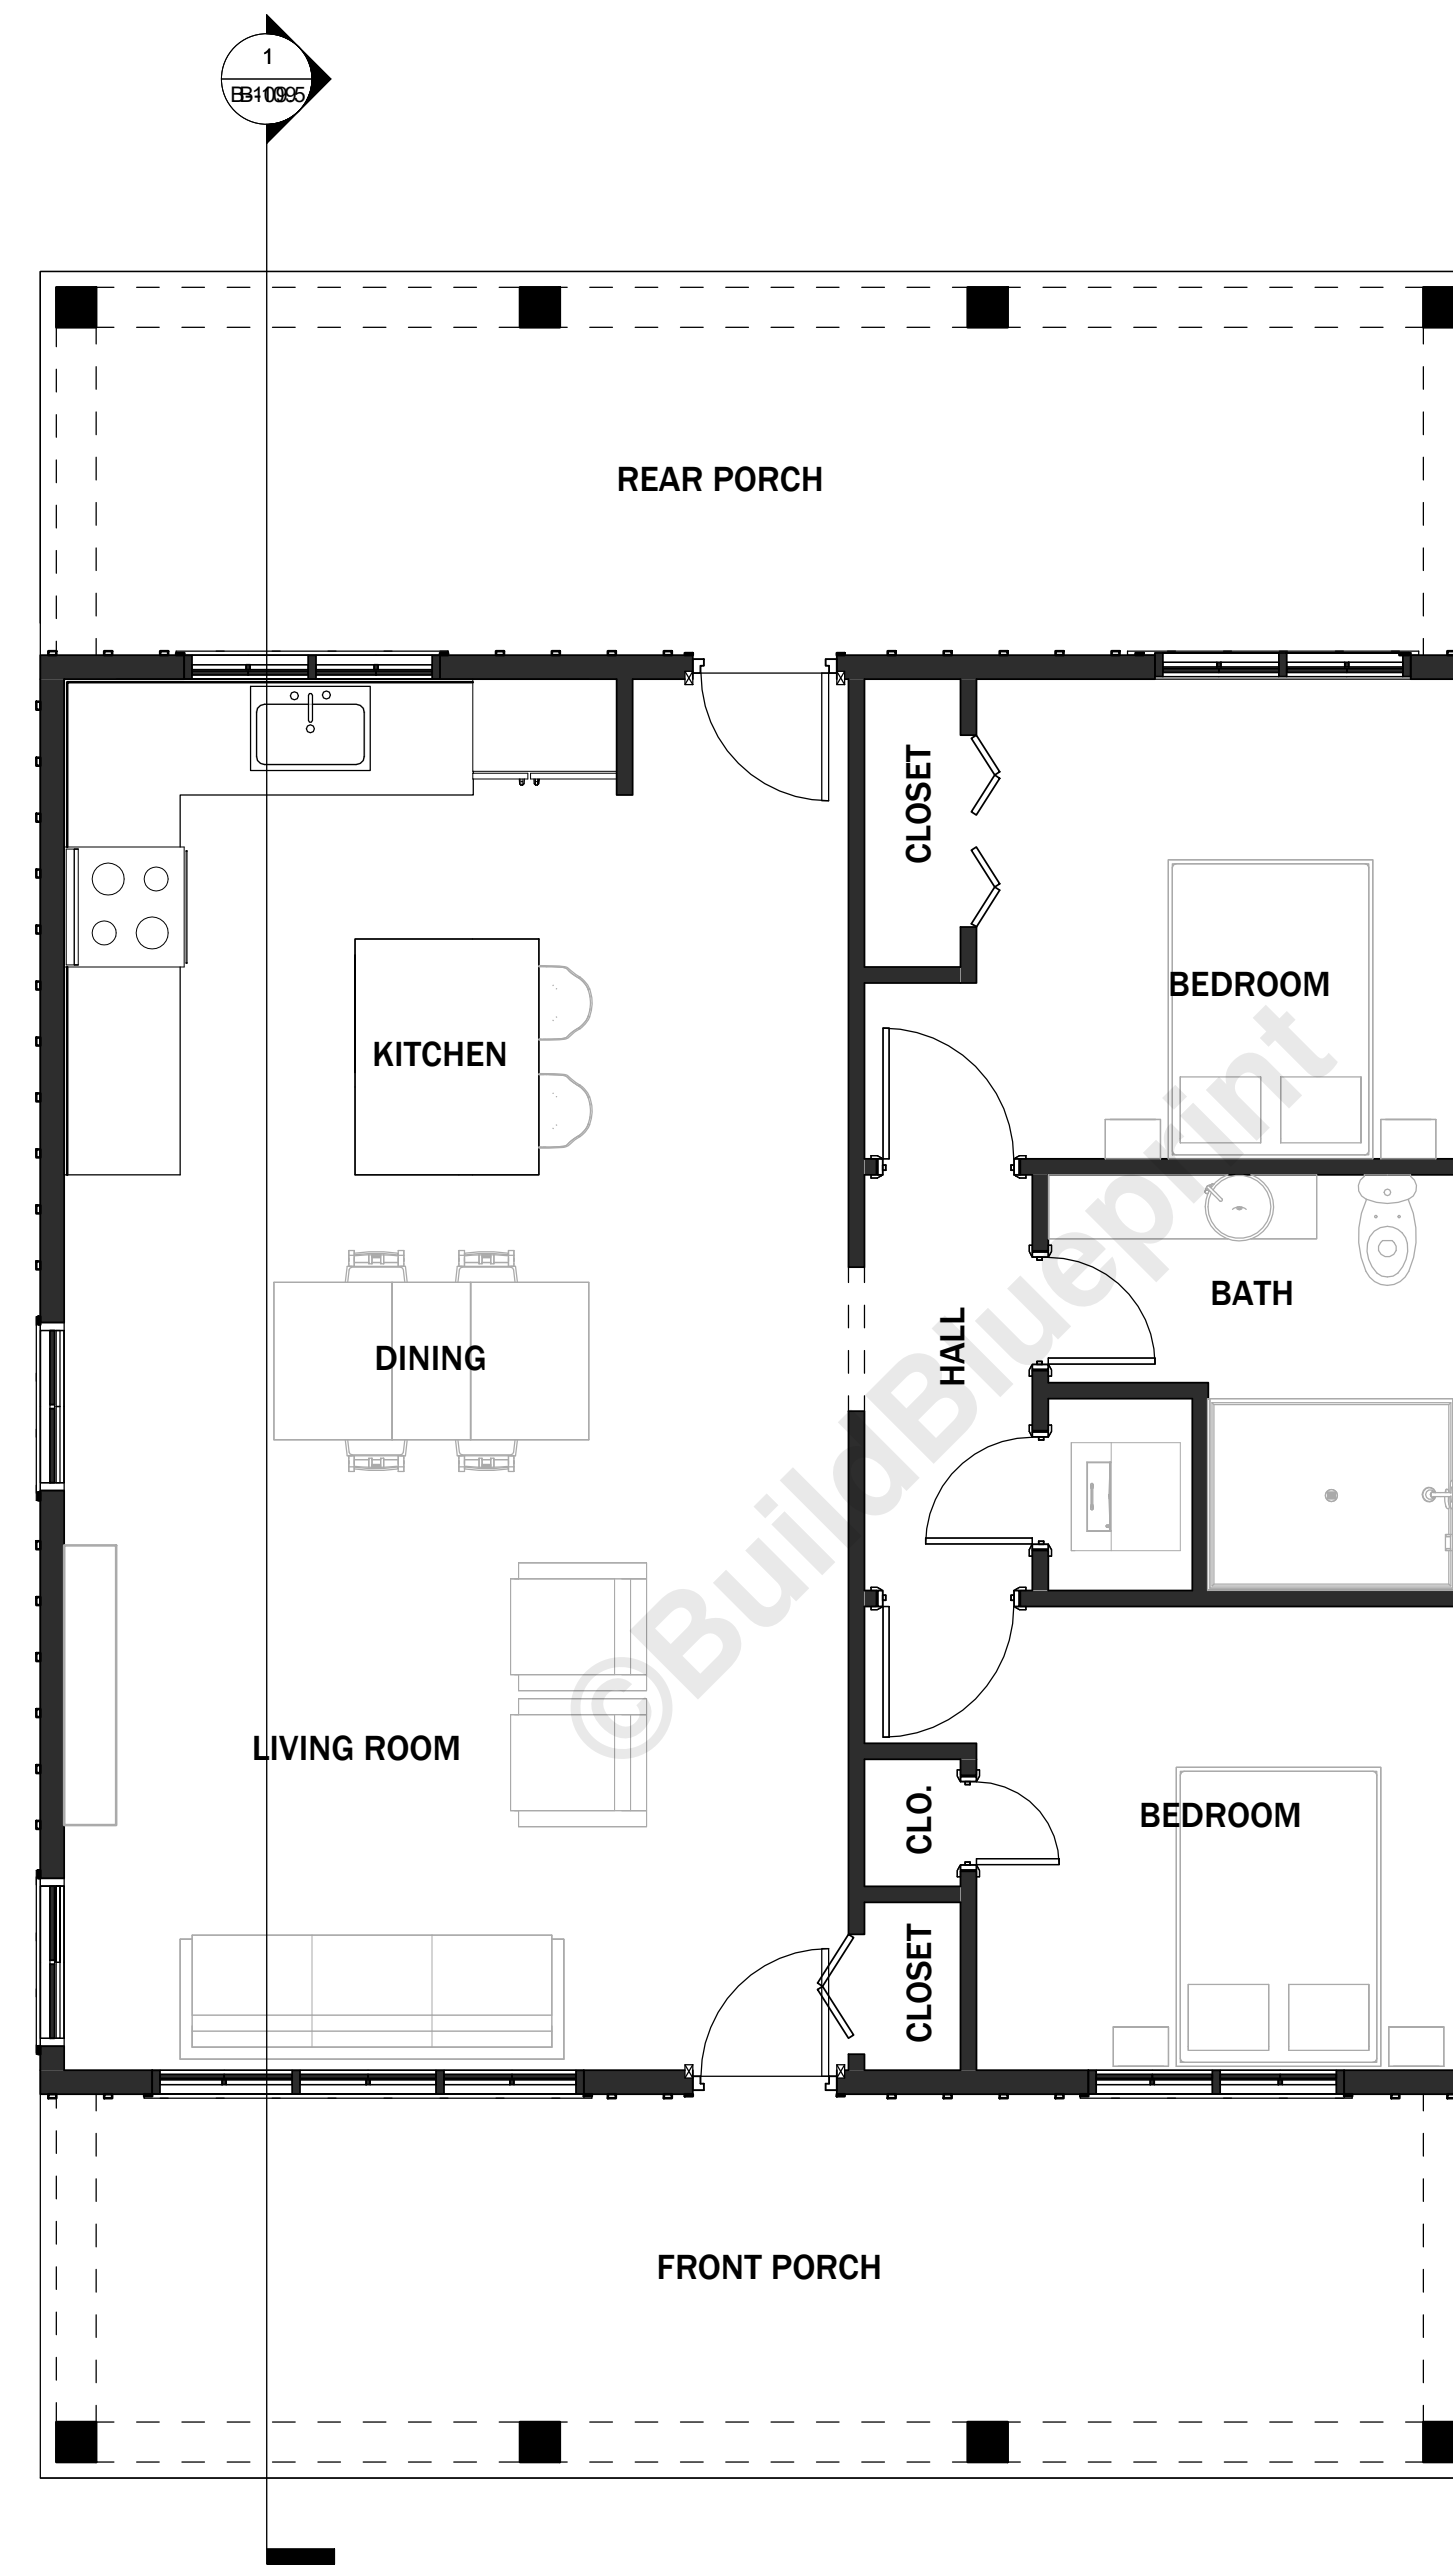 1
REAR PORCH
CLOSET
BEDROOM
KITCHEN
BATH
HALL
DINING
©BuildBlueprint
LIVING ROOM
CLO.
BEDROOM
CLOSET
FRONT PORCH